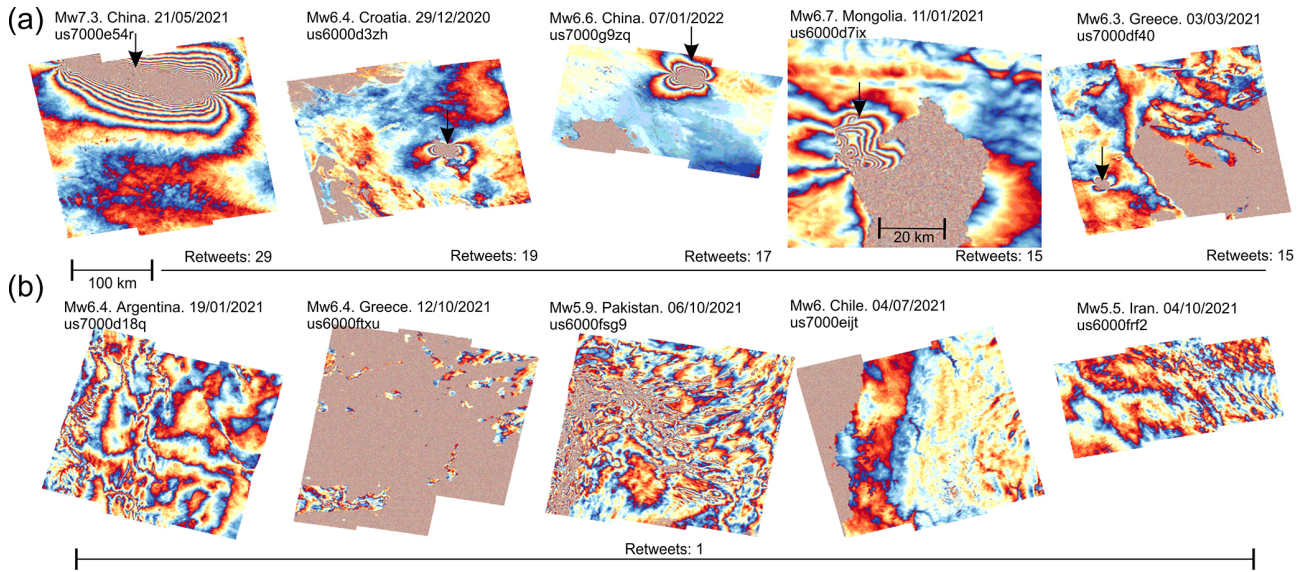 (a)
Mw7.3. China. 21/05/2021
us7000e54r
Mw6.4. Croatia. 29/12/2020
us6000d3zh
Mw6.6. China. 07/01/2022
us7000g9zq
Mw6.7. Mongolia. 11/01/2021
us6000d7ix
Mw6.3. Greece. 03/03/2021
us7000df40
20 km
Retweets: 29
Retweets: 19
Retweets: 17
Retweets: 15
Retweets: 15
100 km
(b)
Mw6.4. Argentina. 19/01/2021
us7000d18q
Mw6.4. Greece. 12/10/2021
us6000ftxu
Mw5.9. Pakistan. 06/10/2021
us6000fsg9
Mw6. Chile. 04/07/2021
us7000eijt
Mw5.5. Iran. 04/10/2021
us6000frf2
Retweets: 1